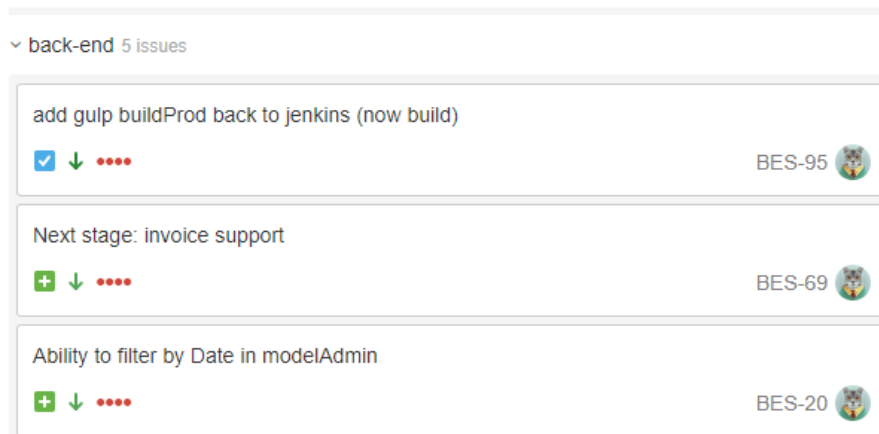 back-end 5 issues
add gulp buildProd back to jenkins (now build)
BES-95
Next stage: invoice support
BES-69
Ability to filter by Date in modelAdmin
BES-20